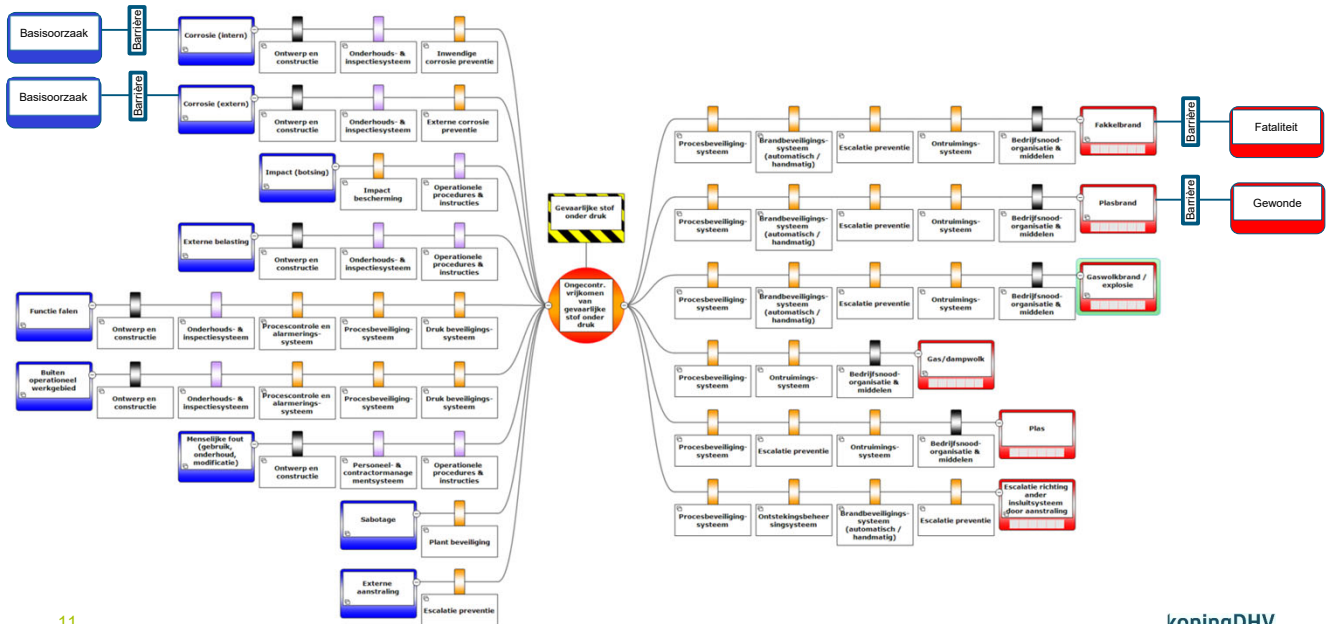 Basisoorzaak
Barrière
Corrosie (intern)
Ontwerp en
constructie
Onderhouds- &
inspectiesysteem
Inwendige
corrosie preventie
Basisoorzaak
Barrière
Corrosie (extern)
Ontwerp en
constructie
Onderhouds- &
inspectiesysteem
Externe corrosie
preventie
Impact (botsing)
Impact
bescherming
Operationele
procedures &
instructies
Externe belasting
Ontwerp en
constructie
Onderhouds- &
inspectiesysteem
Operationele
procedures &
instructies
Functie falen
Ontwerp en
constructie
Onderhouds- &
inspectiesysteem
Procescontrole en
alarmerings-
systeem
Procesbeveiliging-
systeem
Druk beveiligings-
systeem
Buiten
operationeel
werkgebied
Ontwerp en
constructie
Onderhouds- &
inspectiesysteem
Procescontrole en
alarmerings-
systeem
Procesbeveiliging-
systeem
Druk beveiligings-
systeem
Menselijke fout
(gebruik,
onderhoud,
modificatie)
Ontwerp en
constructie
Personeel- &
contractormanage
mentsysteem
Operationele
procedures &
instructies
Sabotage
Plant beveiliging
Externe
aanstraling
Escalatie preventie
Gevaarlijke stof
onder druk
Ongecontr.
vrijkomen
van
gevaarlijke
stof onder
druk
Procesbeveiliging-
systeem
Brandbeveiligings-
systeem
(automatisch /
handmatig)
Escalatie preventie
Ontruimings-
systeem
Bedrijfsnood-
organisatie &
middelen
Fakkelbrand
Barrière
Fataliteit
Procesbeveiliging-
systeem
Brandbeveiligings-
systeem
(automatisch /
handmatig)
Escalatie preventie
Ontruimings-
systeem
Bedrijfsnood-
organisatie &
middelen
Plasbrand
Barrière
Gewonde
Procesbeveiliging-
systeem
Brandbeveiligings-
systeem
(automatisch /
handmatig)
Escalatie preventie
Ontruimings-
systeem
Bedrijfsnood-
organisatie &
middelen
Gaswolkbrand /
explosie
Procesbeveiliging-
systeem
Ontruimings-
systeem
Bedrijfsnood-
organisatie &
middelen
Gas/dampwolk
Procesbeveiliging-
systeem
Escalatie preventie
Ontruimings-
systeem
Bedrijfsnood-
organisatie &
middelen
Plas
Procesbeveiliging-
systeem
Ontstekingsbeheer
singsysteem
Brandbeveiligings-
systeem
(automatisch /
handmatig)
Escalatie preventie
Escalatie richting
ander
insluitsysteem
door aanstraling
11
koningDHV